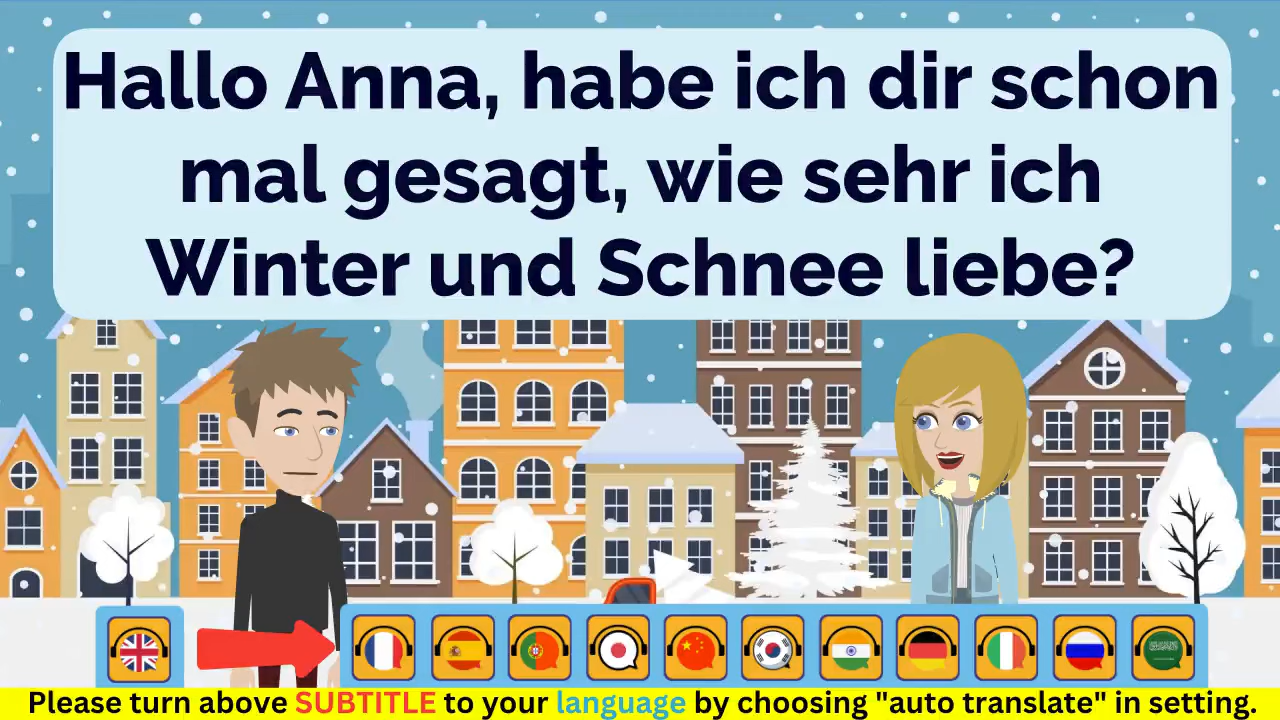 Hallo Anna, habe ich dir schon
mal gesagt, wie sehr ich
Winter und Schnee liebe?
Please turn above SUBTITLE to your language by choosing "auto translate" in setting.